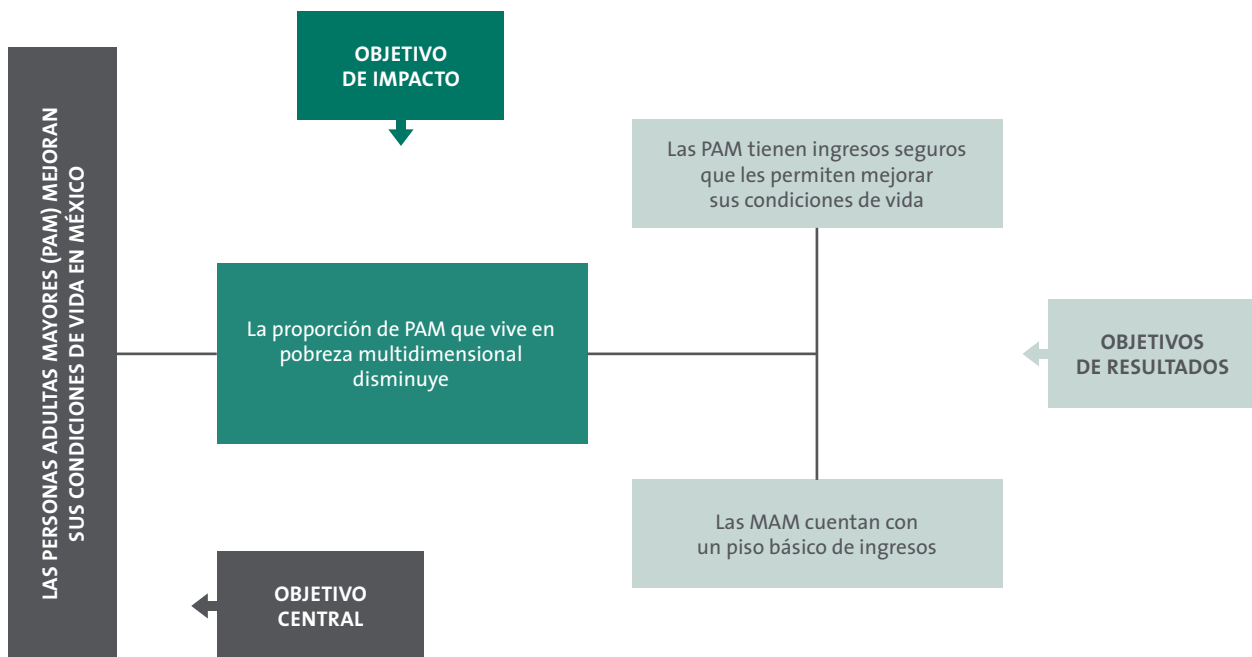 LAS PERSONAS ADULTAS MAYORES (PAM) MEJORAN
SUS CONDICIONES DE VIDA EN MÉXICO
OBJETIVO
DE IMPACTO
Las PAM tienen ingresos seguros
que les permiten mejorar
sus condiciones de vida
La proporción de PAM que vive en
pobreza multidimensional
disminuye
OBJETIVOS
DE RESULTADOS
Las MAM cuentan con
un piso básico de ingresos
OBJETIVO
CENTRAL